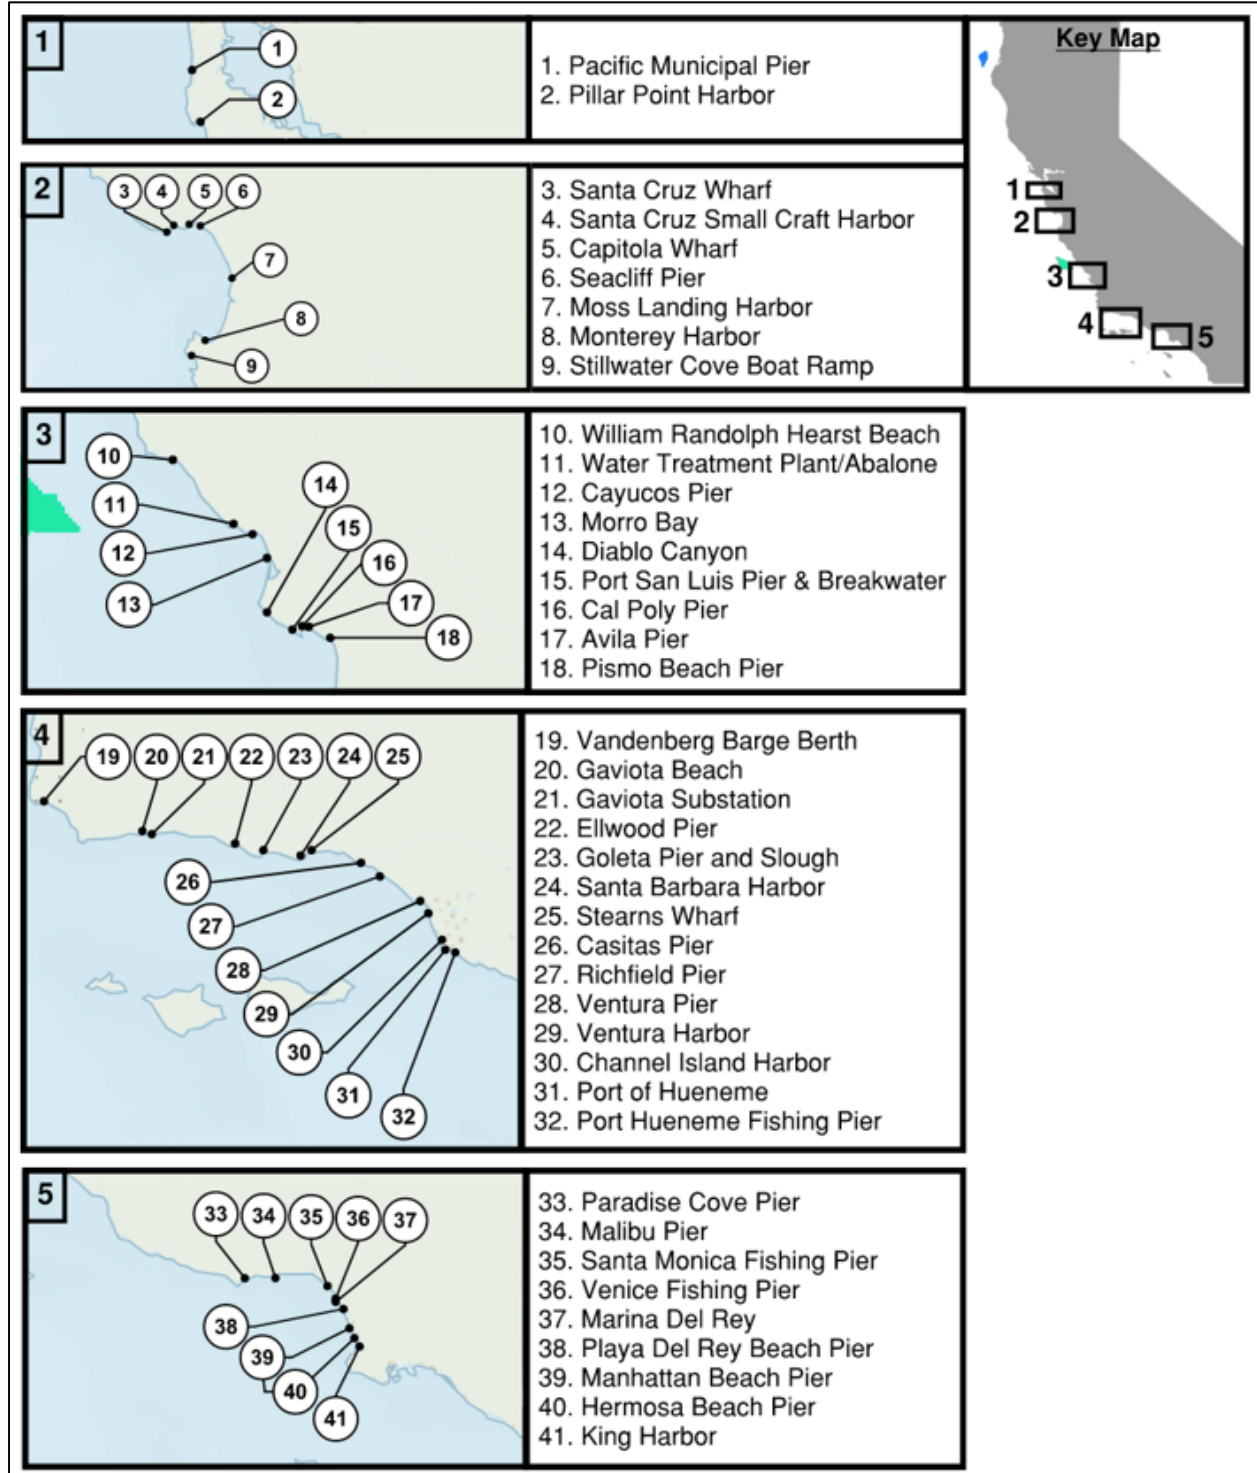 1
1
2
1. Pacific Municipal Pier
2. Pillar Point Harbor
Key Map
1
2
3
4
5
2
3
4
5
6
7
8
9
3. Santa Cruz Wharf
4. Santa Cruz Small Craft Harbor
5. Capitola Wharf
6. Seacliff Pier
7. Moss Landing Harbor
8. Monterey Harbor
9. Stillwater Cove Boat Ramp
3
10
11
12
13
14
15
16
17
18
10. William Randolph Hearst Beach
11. Water Treatment Plant/Abalone
12. Cayucos Pier
13. Morro Bay
14. Diablo Canyon
15. Port San Luis Pier & Breakwater
16. Cal Poly Pier
17. Avila Pier
18. Pismo Beach Pier
4
19
20
21
22
23
24
25
26
27
28
29
30
31
32
19. Vandenberg Barge Berth
20. Gaviota Beach
21. Gaviota Substation
22. Ellwood Pier
23. Goleta Pier and Slough
24. Santa Barbara Harbor
25. Stearns Wharf
26. Casitas Pier
27. Richfield Pier
28. Ventura Pier
29. Ventura Harbor
30. Channel Island Harbor
31. Port of Hueneme
32. Port Hueneme Fishing Pier
5
33
34
35
36
37
38
39
40
41
33. Paradise Cove Pier
34. Malibu Pier
35. Santa Monica Fishing Pier
36. Venice Fishing Pier
37. Marina Del Rey
38. Playa Del Rey Beach Pier
39. Manhattan Beach Pier
40. Hermosa Beach Pier
41. King Harbor